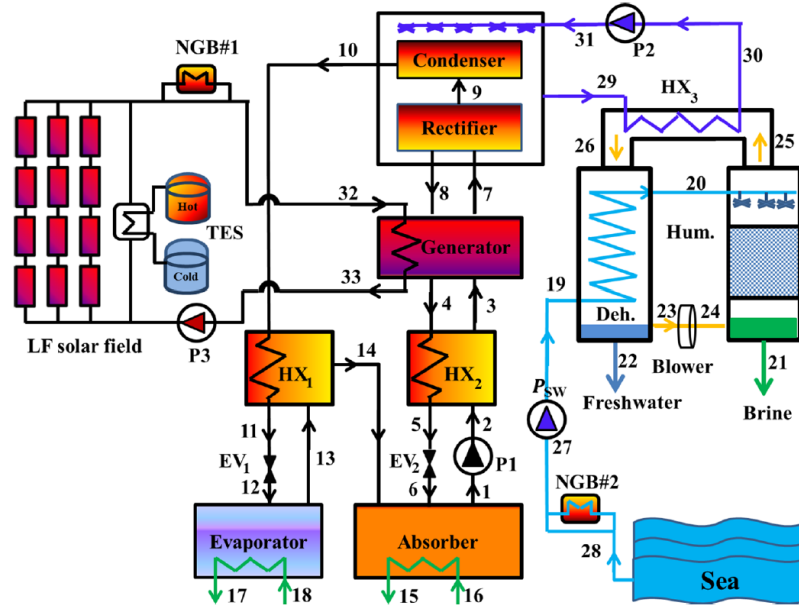 NGB#1
10
Condenser
31
P2
30
9
29
HX3
Rectifier
26
25
8
7
Hot
TES
Cold
32
Generator
33
20
Hum.
19
4
3
Deh.
23
24
LF solar field
P3
14
HX1
HX2
22
Blower
21
Freshwater
Brine
PSW
11
13
5
2
EV1
EV2
P1
27
12
6
1
NGB#2
Evaporator
Absorber
28
Sea
17
18
15
16